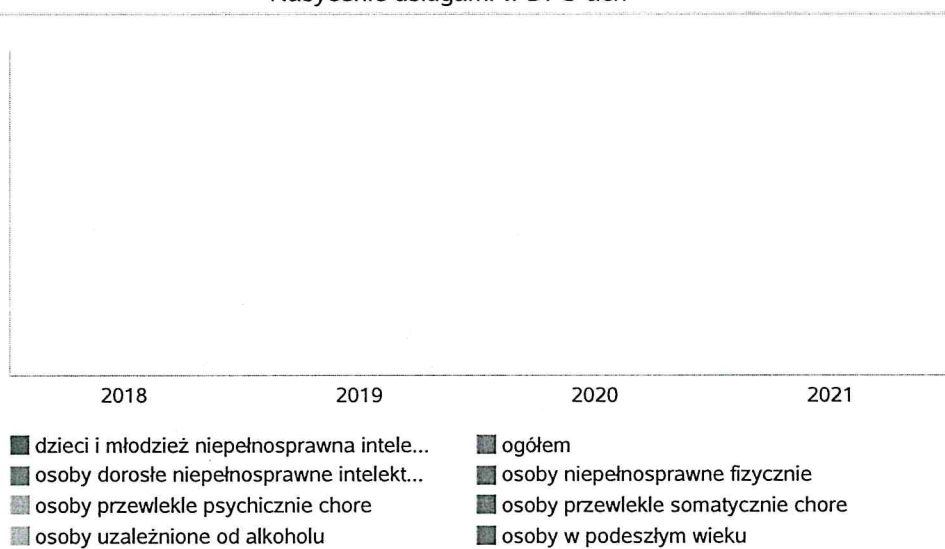 2018 2019 2020 2021
dzieci i młodzież niepełnosprawna intele... ogółem
osoby dorosłe niepełnosprawne intelekt... osoby niepełnosprawne fizycznie
osoby przewlekle psychicznie chore osoby przewlekle somatycznie chore
osoby uzależnione od alkoholu osoby w podeszłym wieku